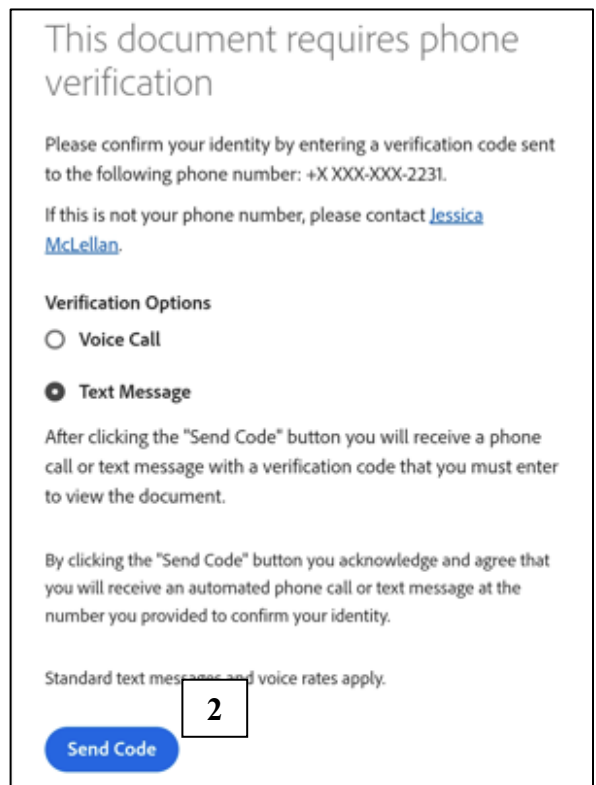 This document requires phone
verification
Please confirm your identity by entering a verification code sent
to the following phone number: +X XXX-XXX-2231.
If this is not your phone number, please contact Jessica
McLellan.
Verification Options
Voice Call
Text Message
After clicking the "Send Code" button you will receive a phone
call or text message with a verification code that you must enter
to view the document.
By clicking the "Send Code" button you acknowledge and agree that
you will receive an automated phone call or text message at the
number you provided to confirm your identity.
Standard text messages and voice rates apply.
2
Send Code